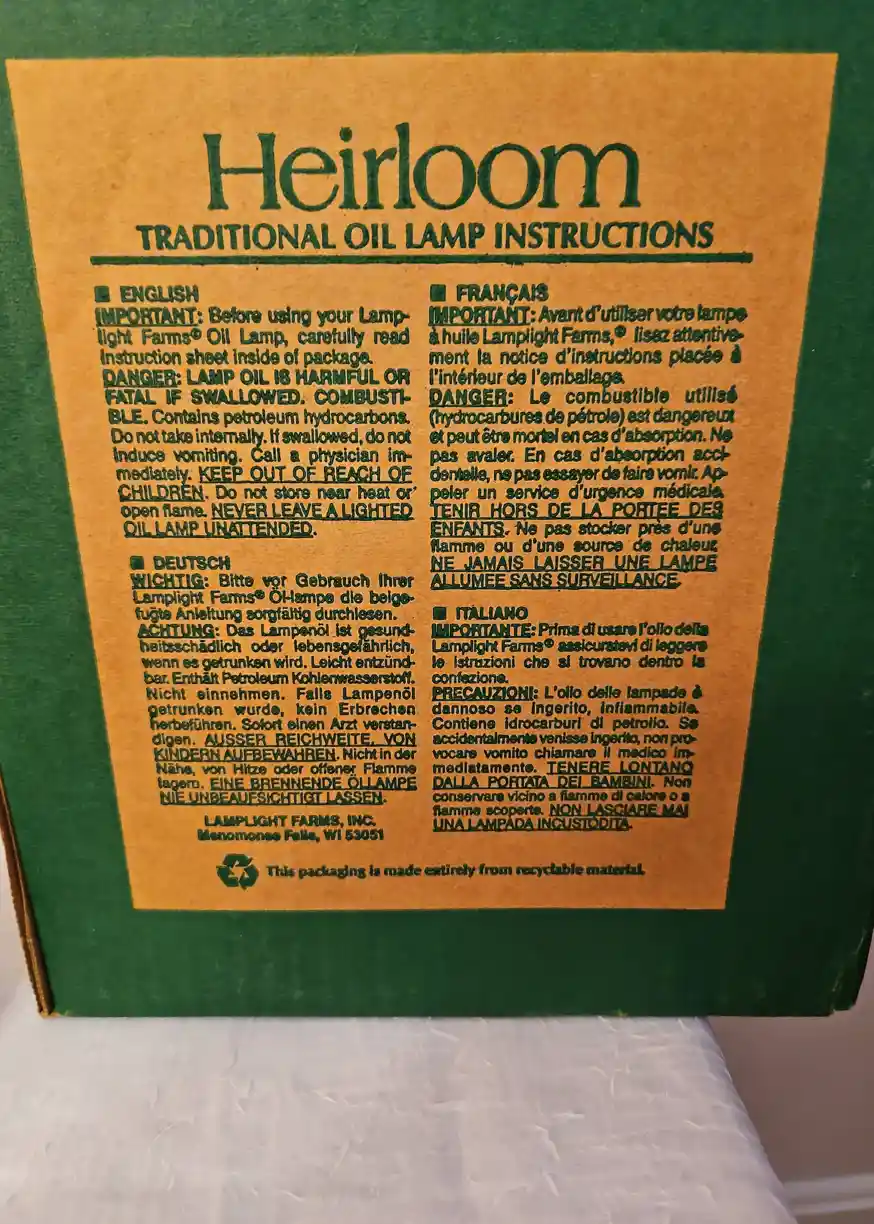 Heirloom
TRADITIONAL OIL LAMP INSTRUCTIONS
ENGLISH
IMPORTANT: Before using your Lamp-
light Farms® Oil Lamp, carefully read
instruction sheet inside of package.
DANGER: LAMP OIL IS HARMFUL OR
FATAL IF SWALLOWED. COMBUSTI-
BLE. Contains petroleum hydrocarbons.
Do not take internally. If swallowed, do not
induce vomiting. Call a physician im-
mediately. KEEP OUT OF REACH OF
CHILDREN. Do not store near heat or
open flame. NEVER LEAVE A LIGHTED
OIL LAMP UNATTENDED.
DEUTSCH
WICHTIG: Bitte vor Gebrauch Ihrer
Lamplight Farms® Öl-lampe die beige-
fugte Anleitung sorgfältig durchlesen.
ACHTUNG: Das Lampenöl ist gesund-
heitsschädlich oder lebensgefährlich,
wenn es getrunken wird. Leicht entzünd-
bar. Enthält Petroleum Kohlenwasserstoff.
Nicht einnehmen. Falls Lampenöl
getrunken wurde, kein Erbrechen
herbeführen. Sofort einen Arzt verstan-
digen. AUSSER REICHWEITE VON
KINDERN AUFBEWAHREN. Nicht in der
Nähe, von Hitze oder offener Flamme
lagern. EINE BRENNENDE ÖLLAMPE
NIE UNBEAUFSICHTIGT LASSEN.
LAMPLIGHT FARMS, INC.
Menomonee Falls, WI 53051
FRANÇAIS
IMPORTANT: Avant d'utiliser votre lampe
à huile Lamplight Farms,® lisez attentive-
ment la notice d'instructions placée à
l'intérieur de l'emballage.
DANGER: Le combustible utilisé
(hydrocarbures de pétrole) est dangereux
et peut être mortel en cas d'absorption. Ne
pas avaler. En cas d'absorption acci-
dentelle, ne pas essayer de faire vomir. Ap-
peler un service d'urgence médicale.
TENIR HORS DE LA PORTEE DES
ENFANTS. Ne pas stocker près d'une
flamme ou d'une source de chaleur.
NE JAMAIS LAISSER UNE LAMPE
ALLUMEE SANS SURVEILLANCE.
ITALIANO
IMPORTANTE: Prima di usare l'olio della
Lamplight Farms® assicuratevi di leggere
le istruzioni che si trovano dentro la
confezione.
PRECAUZIONI: L'olio delle lampade è
dannoso se ingerito, infiammabile.
Contiene idrocarburi di petrolio. Se
accidentalmente venisse ingerito, non pro-
vocare vomito chiamare il medico im-
mediatamente. TENERE LONTANO
DALLA PORTATA DEI BAMBINI. Non
conservare vicino a fiamme di calore o a
fiamme scoperte. NON LASCIARE MAI
UNA LAMPADA INCUSTODITA.
This packaging is made entirely from recyclable material.